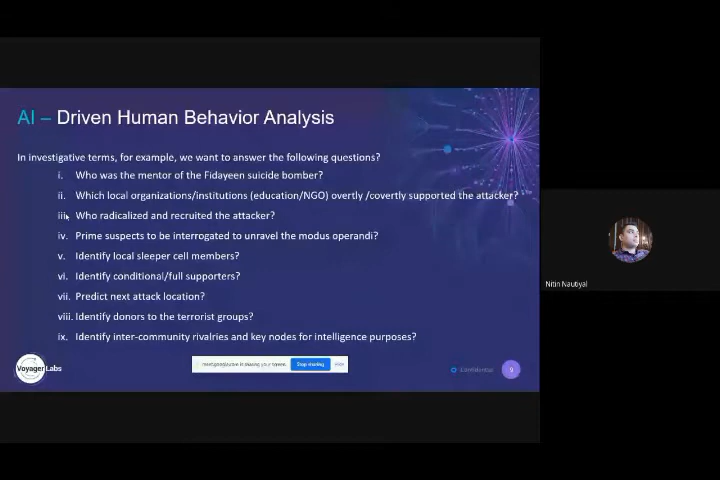 AI – Driven Human Behavior Analysis
In investigative terms, for example, we want to answer the following questions?
i. Who was the mentor of the Fidayeen suicide bomber?
ii. Which local organizations/institutions (education/NGO) overtly /covertly supported the attacker?
iii. Who radicalized and recruited the attacker?
iv. Prime suspects to be interrogated to unravel the modus operandi?
v. Identify local sleeper cell members?
vi. Identify conditional/full supporters?
vii. Predict next attack location?
viii. Identify donors to the terrorist groups?
ix. Identify inter-community rivalries and key nodes for intelligence purposes?
Nitin Nautiyal
Voyager Labs
is sharing your screen.
Stop sharing
Hide
Confidential
9